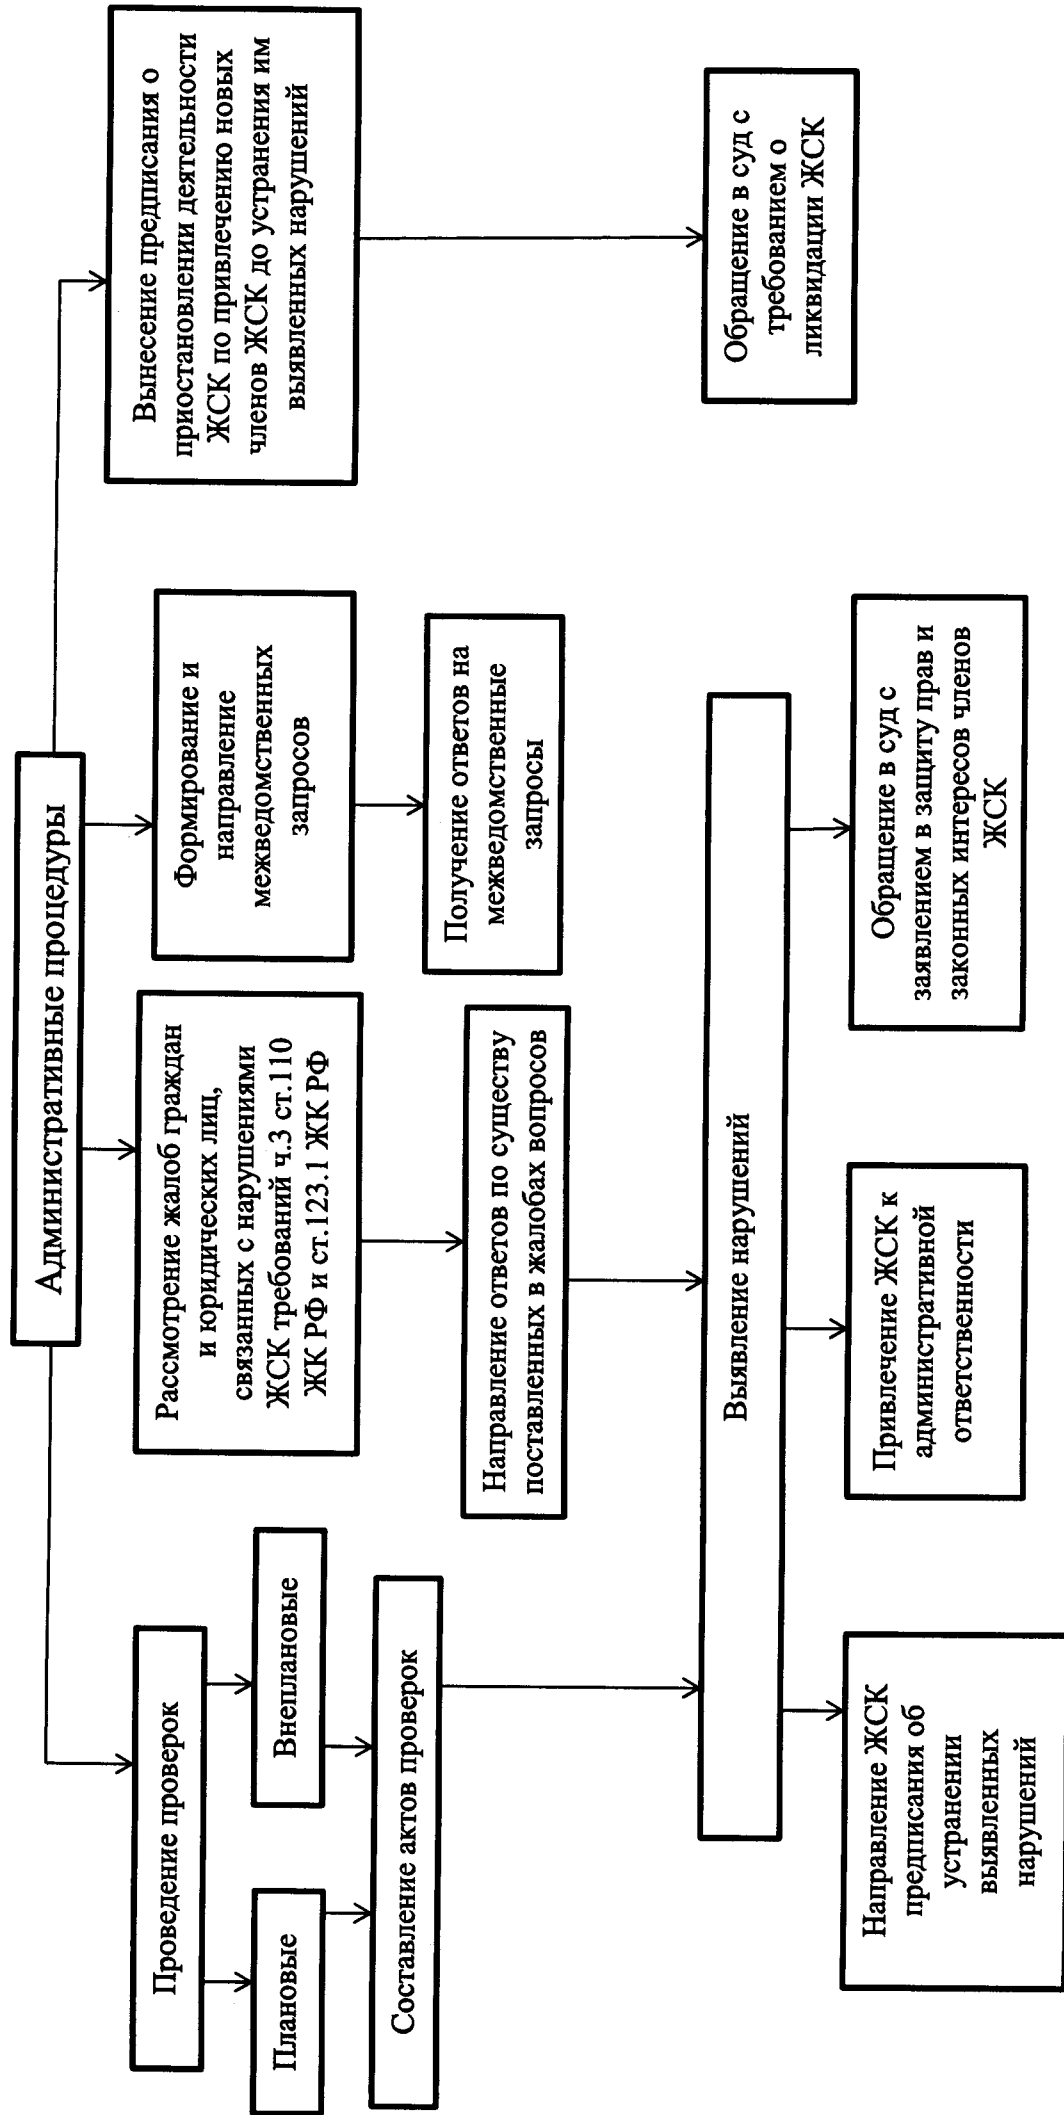 Административные процедуры
Проведение проверок
Плановые
Внеплановые
Составление актов проверок
Рассмотрение жалоб граждан
и юридических лиц,
связанных с нарушениями
ЖСК требований ч.3 ст.110
ЖК РФ и ст.123.1 ЖК РФ
Направление ответов по существу
поставленных в жалобах вопросов
Формирование и
направление
межведомственных
запросов
Получение ответов на
межведомственные
запросы
Вынесение предписания о
приостановлении деятельности
ЖСК по привлечению новых
членов ЖСК до устранения им
выявленных нарушений
Обращение в суд с
требованием о
ликвидации ЖСК
Выявление нарушений
Направление ЖСК
предписания об
устранении
выявленных
нарушений
Привлечение ЖСК к
административной
ответственности
Обращение в суд с
заявлением в защиту прав и
законных интересов членов
ЖСК